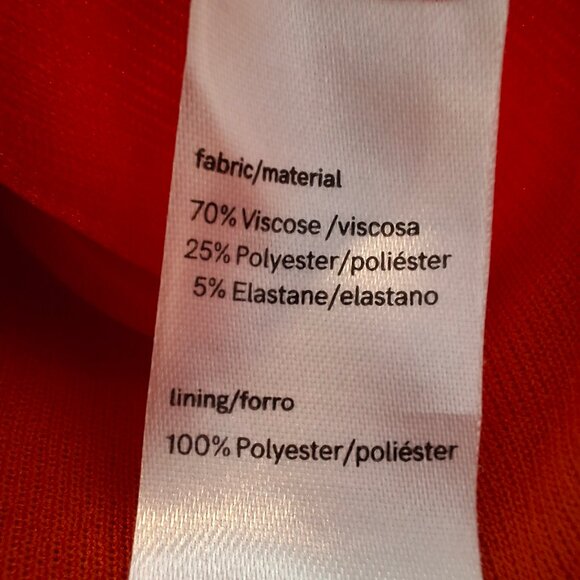 fabric/material
70% Viscose /viscosa
25% Polyester/poliéster
5% Elastane/elastano
lining/forro
100% Polyester/poliéster